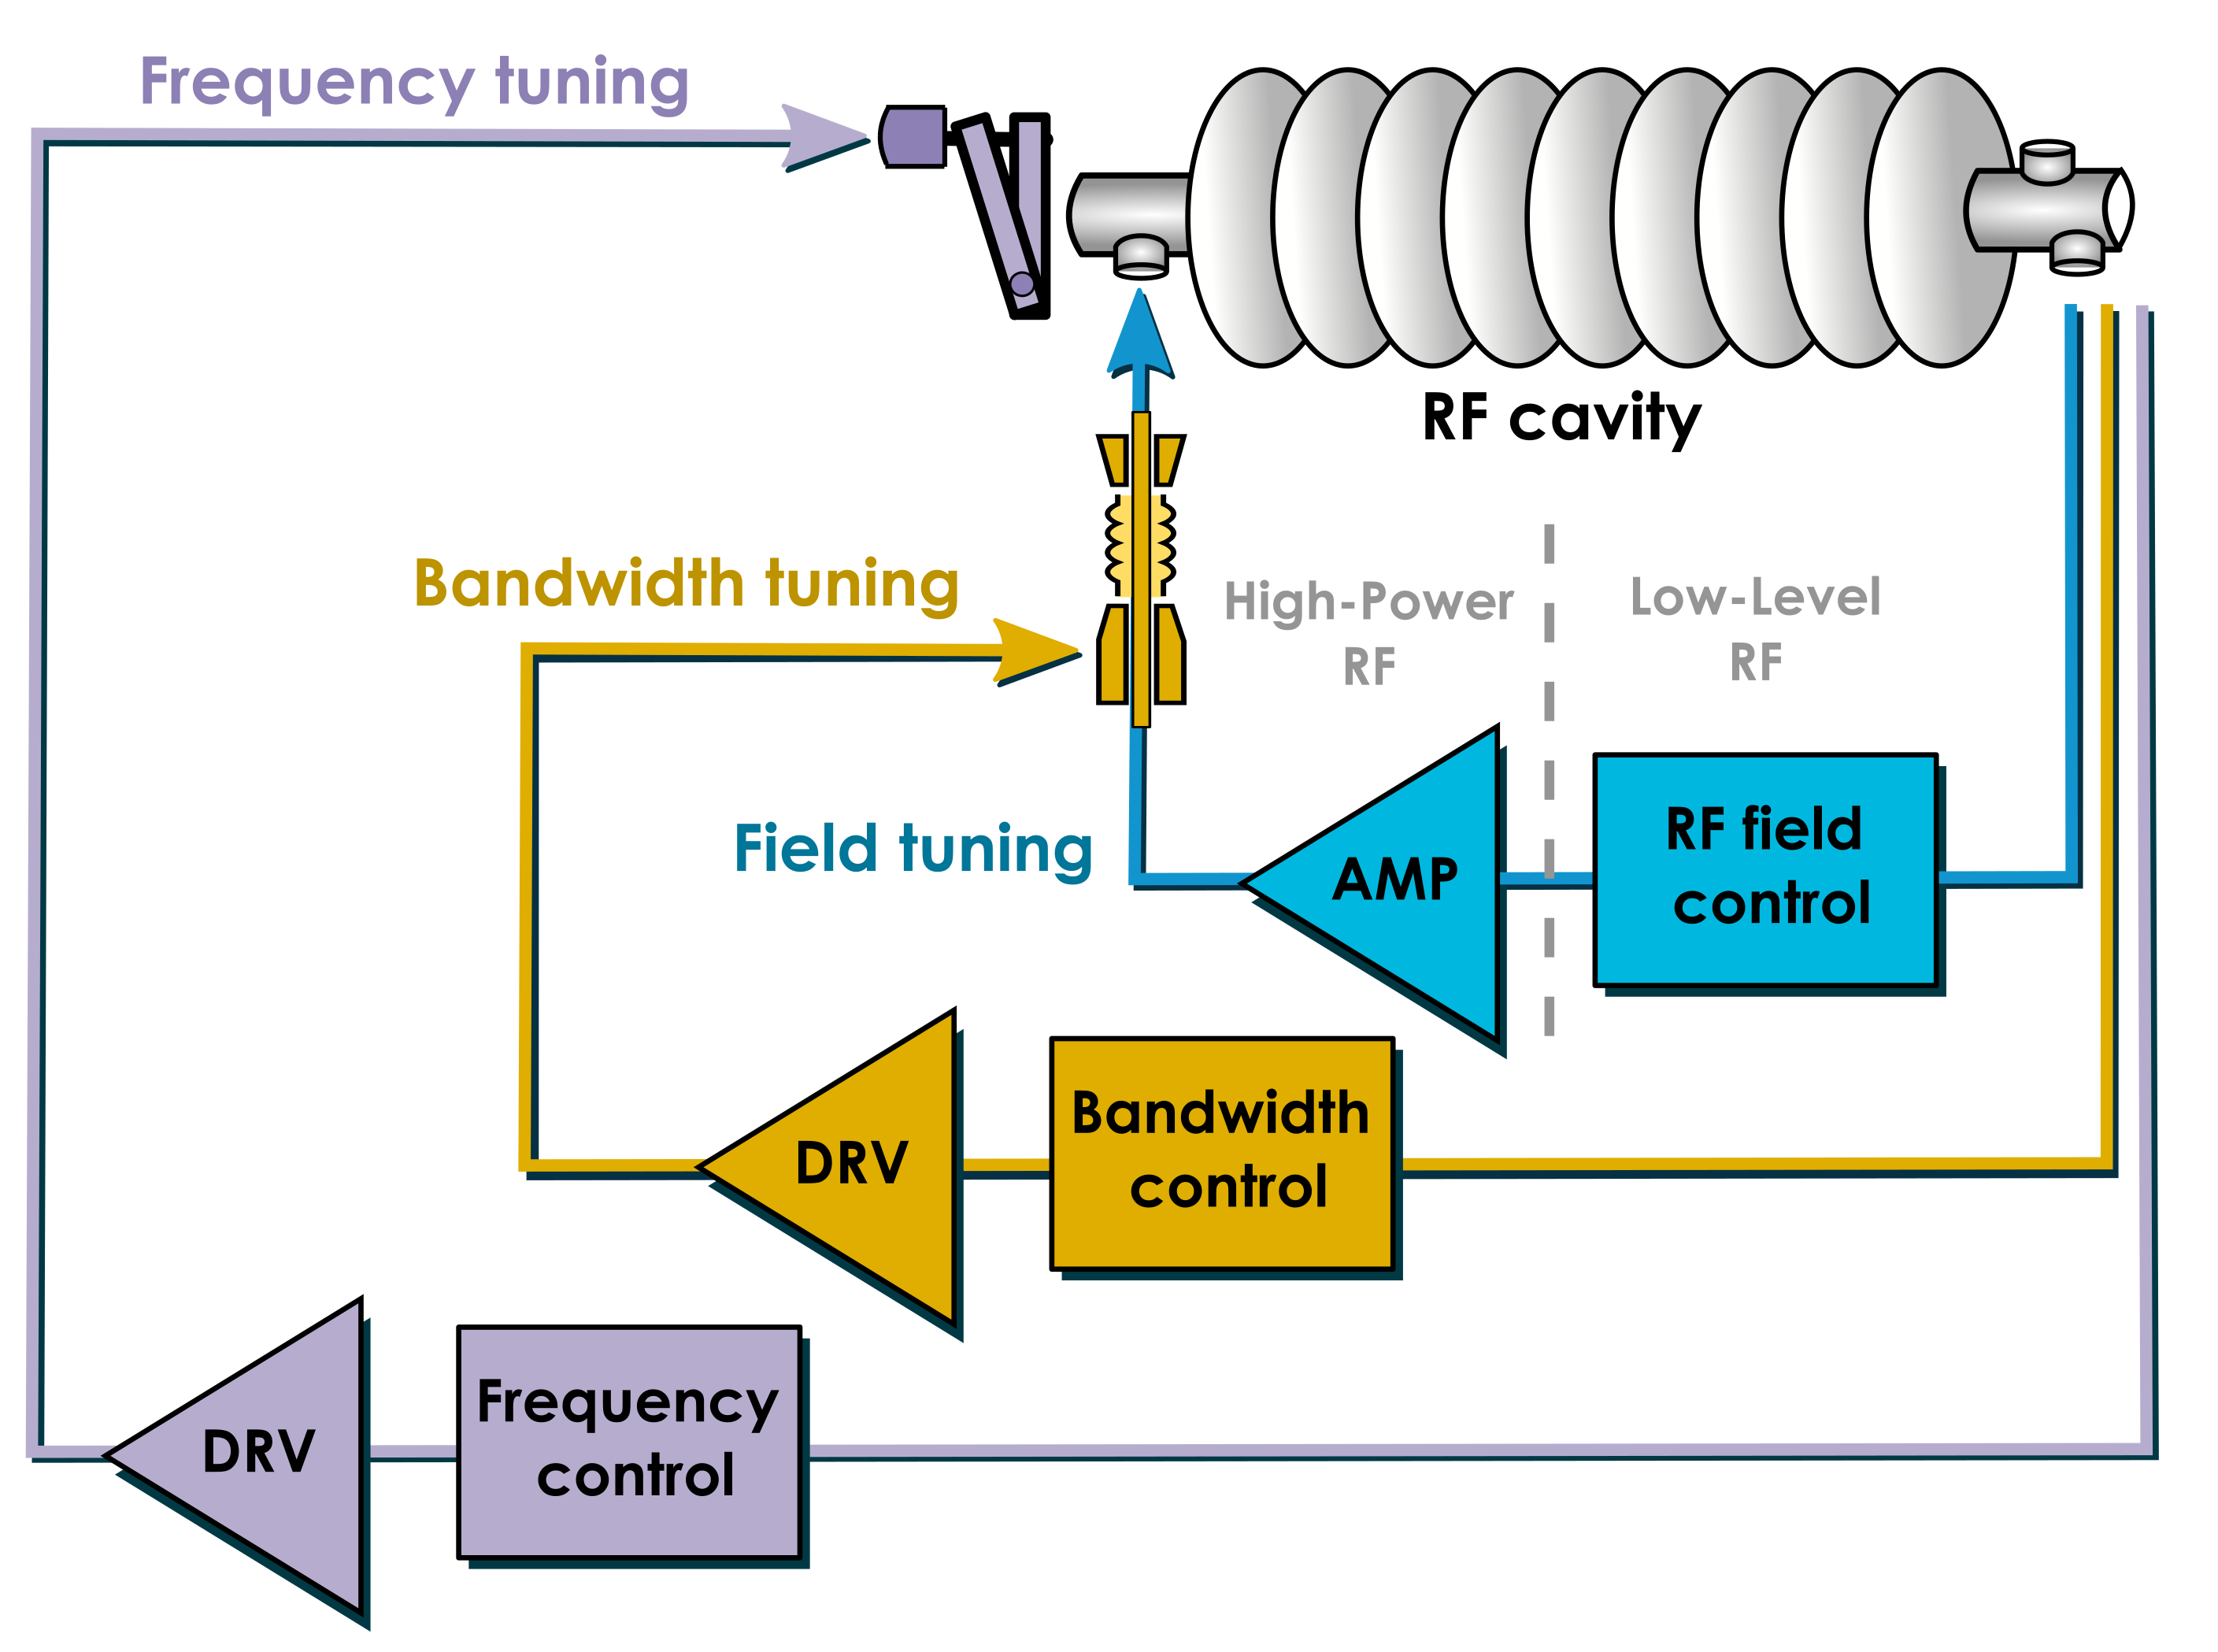 Frequency tuning
RF cavity
Bandwidth tuning
High-Power
RF
Low-Level
RF
Field tuning
AMP
RF field
control
DRV
Bandwidth
control
DRV
Frequency
control